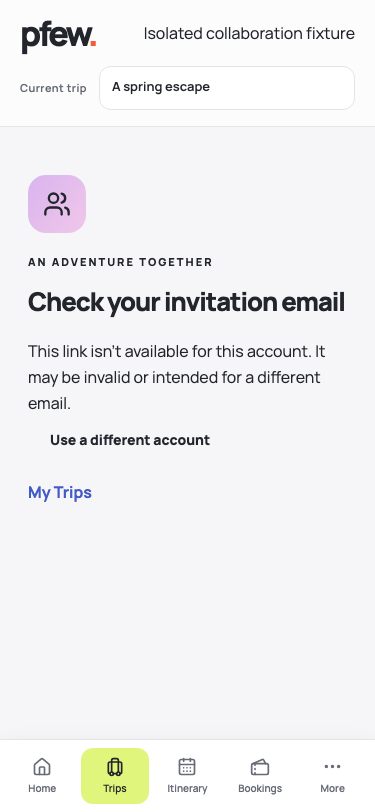 pfew.
Isolated collaboration fixture
Current trip
A spring escape
AN ADVENTURE TOGETHER
Check your invitation email
This link isn't available for this account. It
may be invalid or intended for a different
email.
Use a different account
My Trips
Home
Trips
Itinerary
Bookings
More